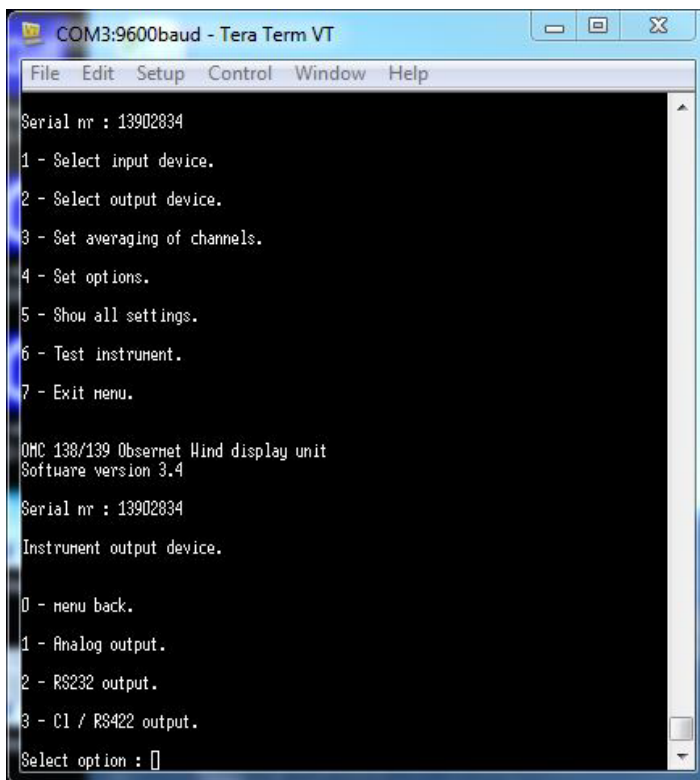 COM3:9600baud - Tera Term VT
File Edit Setup Control Window Help
Serial nr : 13902834
1 - Select input device.
2 - Select output device.
3 - Set averaging of channels.
4 - Set options.
5 - Show all settings.
6 - Test instrument.
7 - Exit menu.
OMC 138/139 Obsermet Wind display unit
Software version 3.4
Serial nr : 13902834
Instrument output device.
0 - menu back.
1 - Analog output.
2 - RS232 output.
3 - Cl / RS422 output.
Select option :